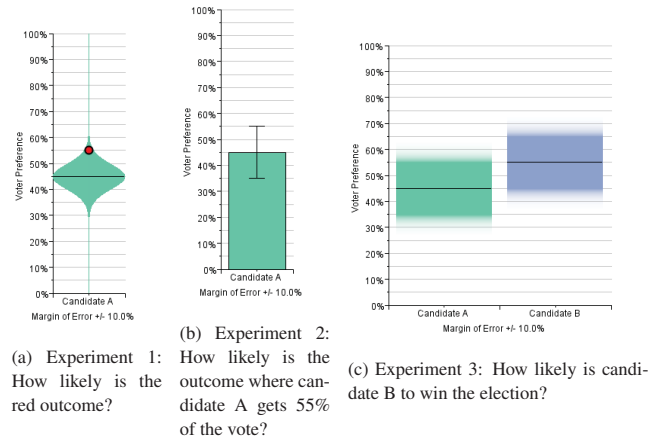 100%
90%
80%
70%
60%
50%
40%
30%
20%
10%
0%
Voter Preference
Candidate A
Margin of Error +/- 10.0%
(a) Experiment 1:
How likely is the
red outcome?
100%
90%
80%
70%
60%
50%
40%
30%
20%
10%
0%
Voter Preference
Candidate A
Margin of Error +/- 10.0%
(b) Experiment 2:
How likely is the
outcome where can-
didate A gets 55%
of the vote?
100%
90%
80%
70%
60%
50%
40%
30%
20%
10%
0%
Voter Preference
Candidate A
Candidate B
Margin of Error +/- 10.0%
(c) Experiment 3: How likely is candi-
date B to win the election?